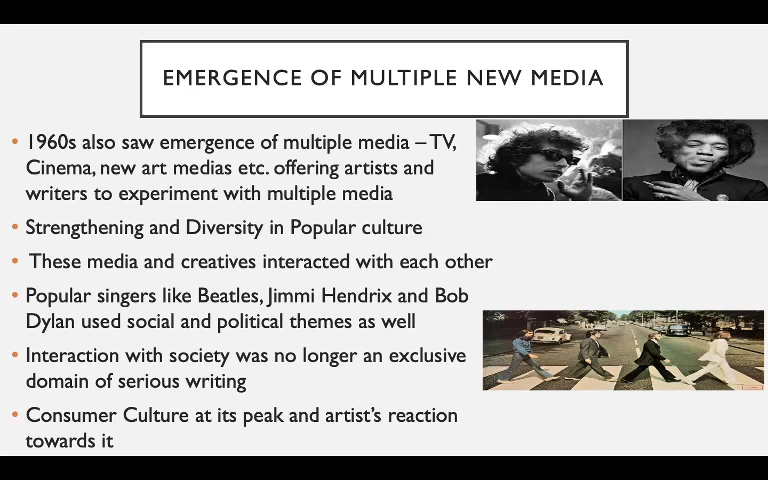 EMERGENCE OF MULTIPLE NEW MEDIA
• 1960s also saw emergence of multiple media – TV,
Cinema, new art medias etc. offering artists and
writers to experiment with multiple media
• Strengthening and Diversity in Popular culture
• These media and creatives interacted with each other
• Popular singers like Beatles, Jimmi Hendrix and Bob
Dylan used social and political themes as well
• Interaction with society was no longer an exclusive
domain of serious writing
• Consumer Culture at its peak and artist's reaction
towards it